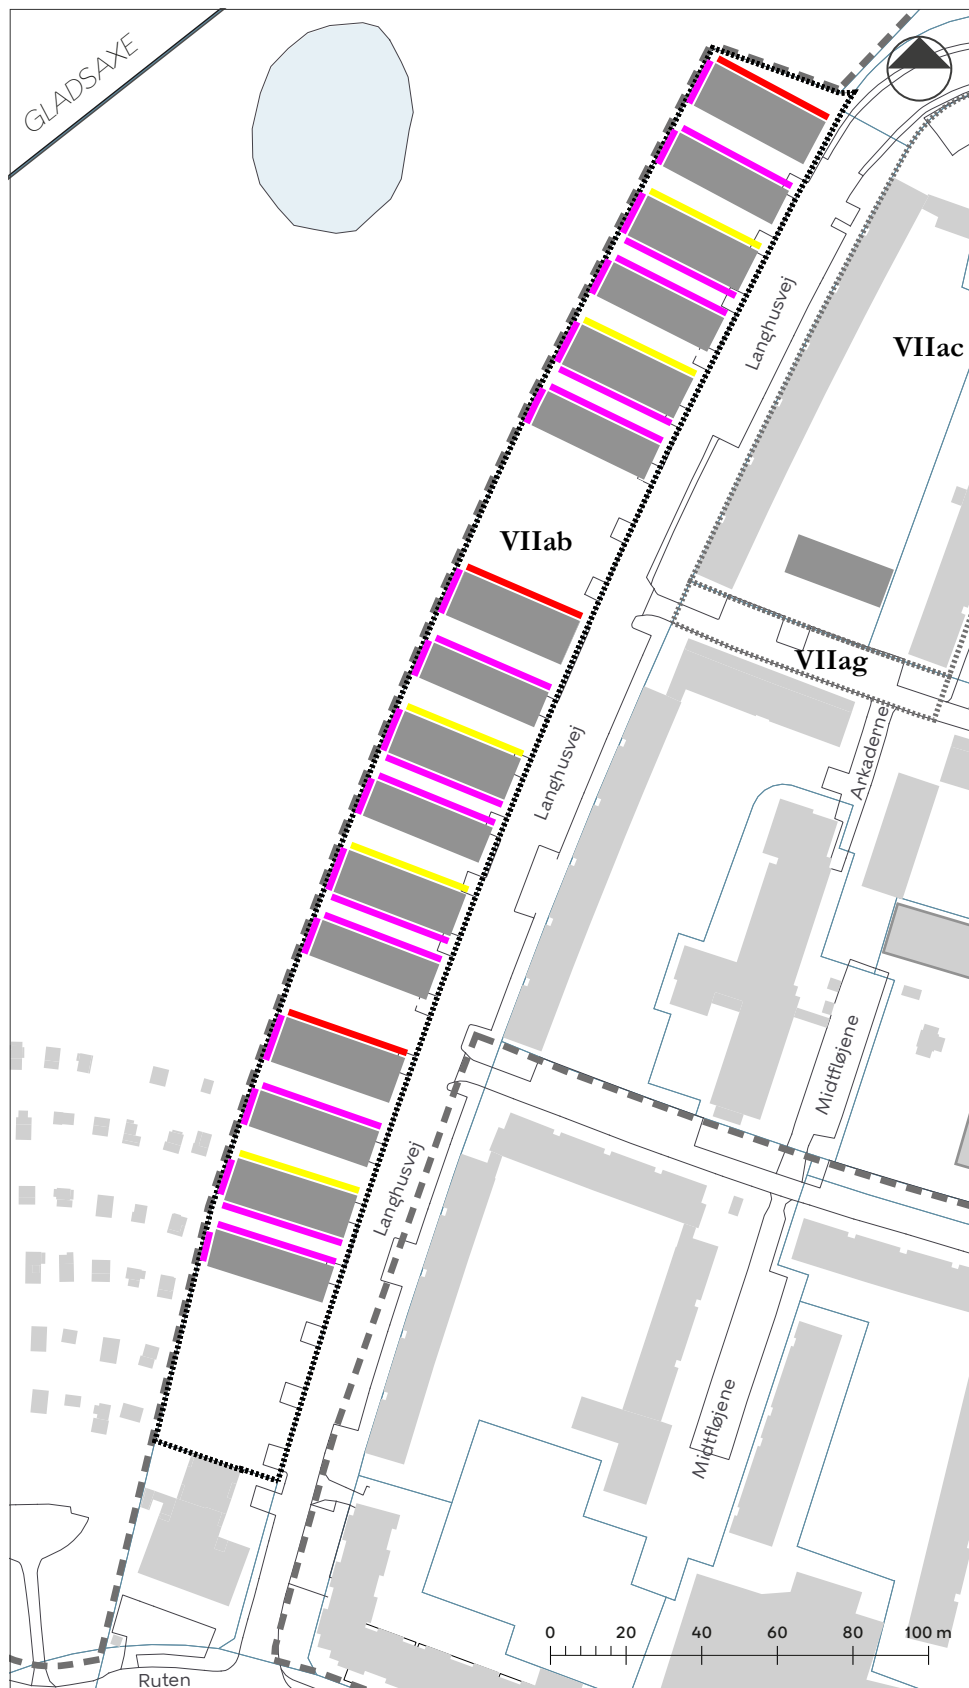 GLADSAXE
Langhusvej
VIIac
VIIab
VIIag
Arkaderne
Langhusvej
Midtfløjene
Langhusvej
Midtfløjene
0 20 40 60 80 100 m
Ruten